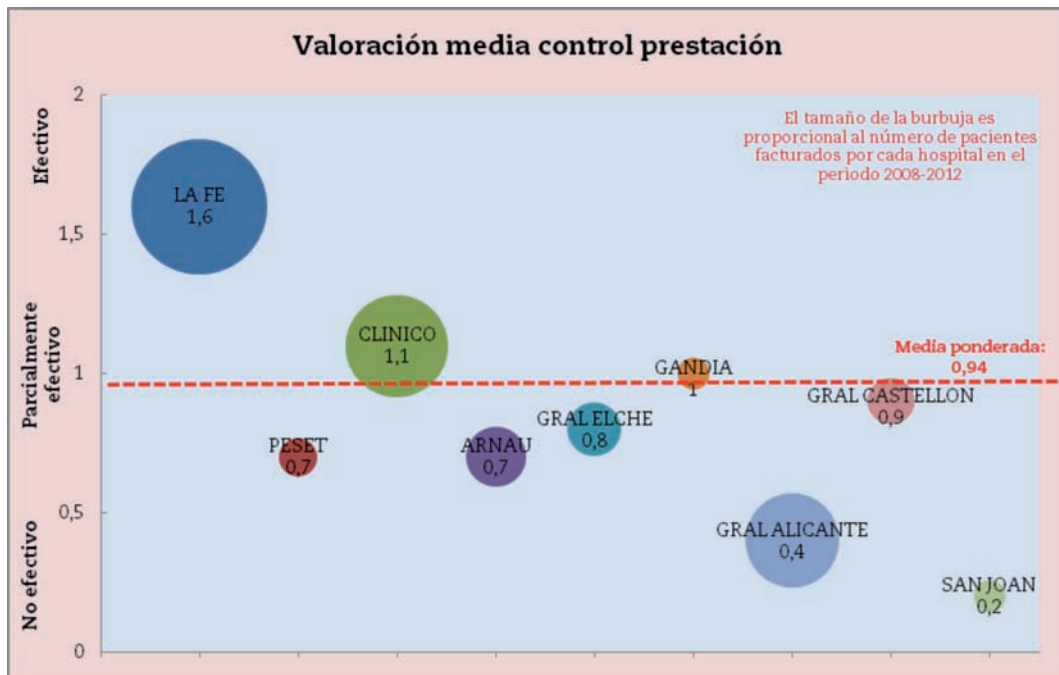 Valoración media control prestación
El tamaño de la burbuja es
proporcional al número de pacientes
facturados por cada hospital en el
periodo 2008-2012
Efectivo
Parcialmente
efectivo
No efectivo
2
1,5
1
0,5
0
LA FE
1,6
CLINICO
1,1
PESET
0,7
ARNAU
0,7
GRAL ELCHE
0,8
GANDIA
1
Media ponderada:
0,94
GRAL CASTELLON
0,9
GRAL ALICANTE
0,4
SAN JOAN
0,2